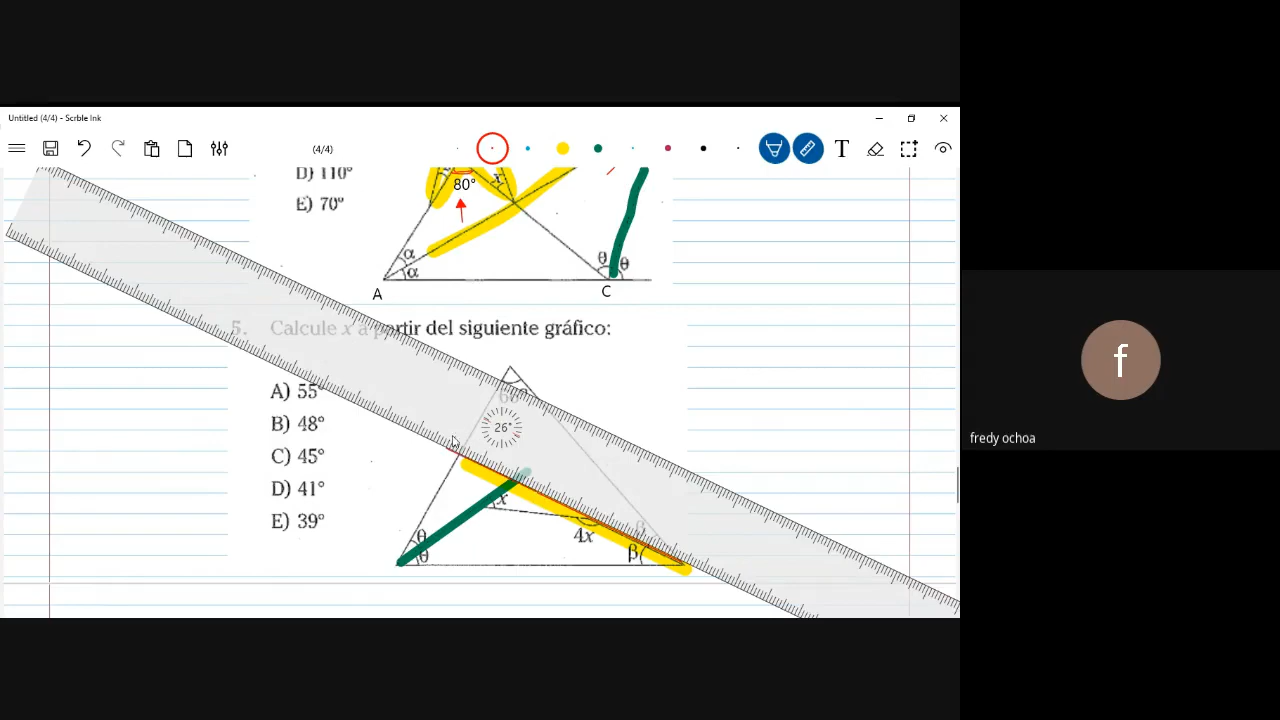 Untitled (4/4) - Scrble Ink
(4/4)
T
D) 110°
E) 70°
80°
x
α
α
θ
θ
A
C
5. Calcule x a partir del siguiente gráfico:
A) 55°
B) 48°
C) 45°
D) 41°
E) 39°
26°
x
4x
β
β
θ
θ
f
fredy ochoa